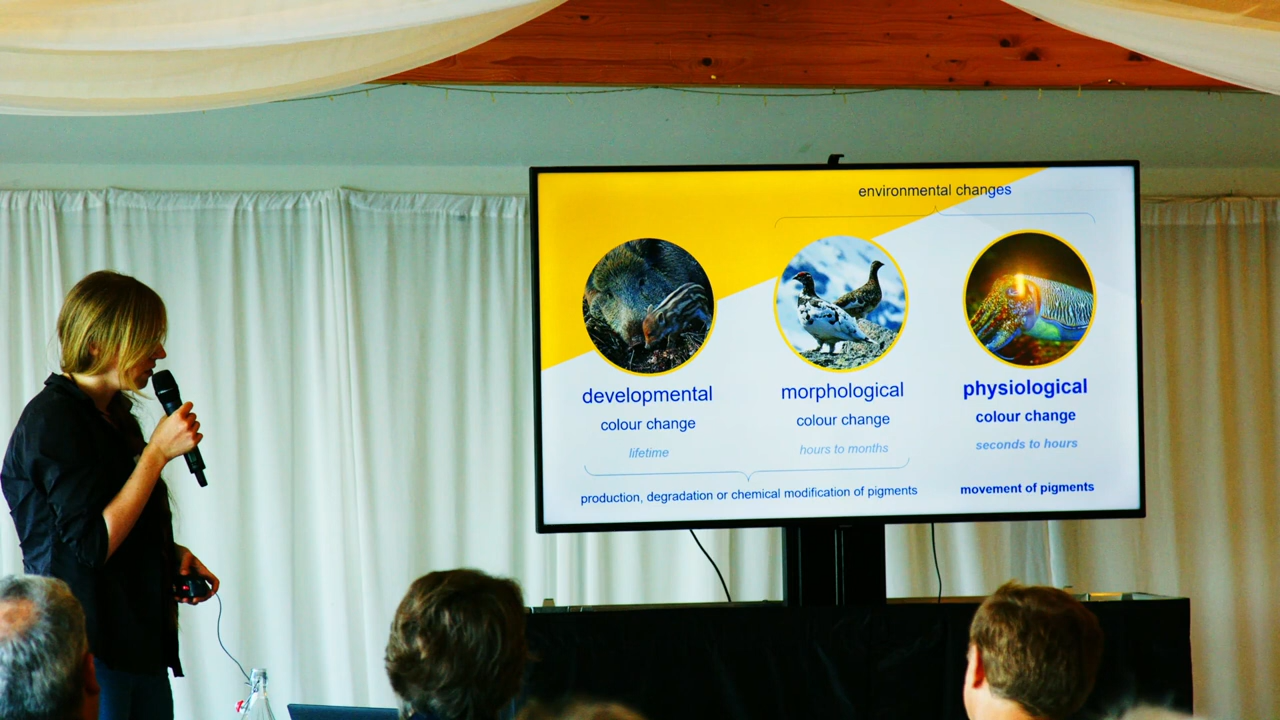 environmental changes
developmental
colour change
lifetime
morphological
colour change
hours to months
physiological
colour change
seconds to hours
production, degradation or chemical modification of pigments
movement of pigments